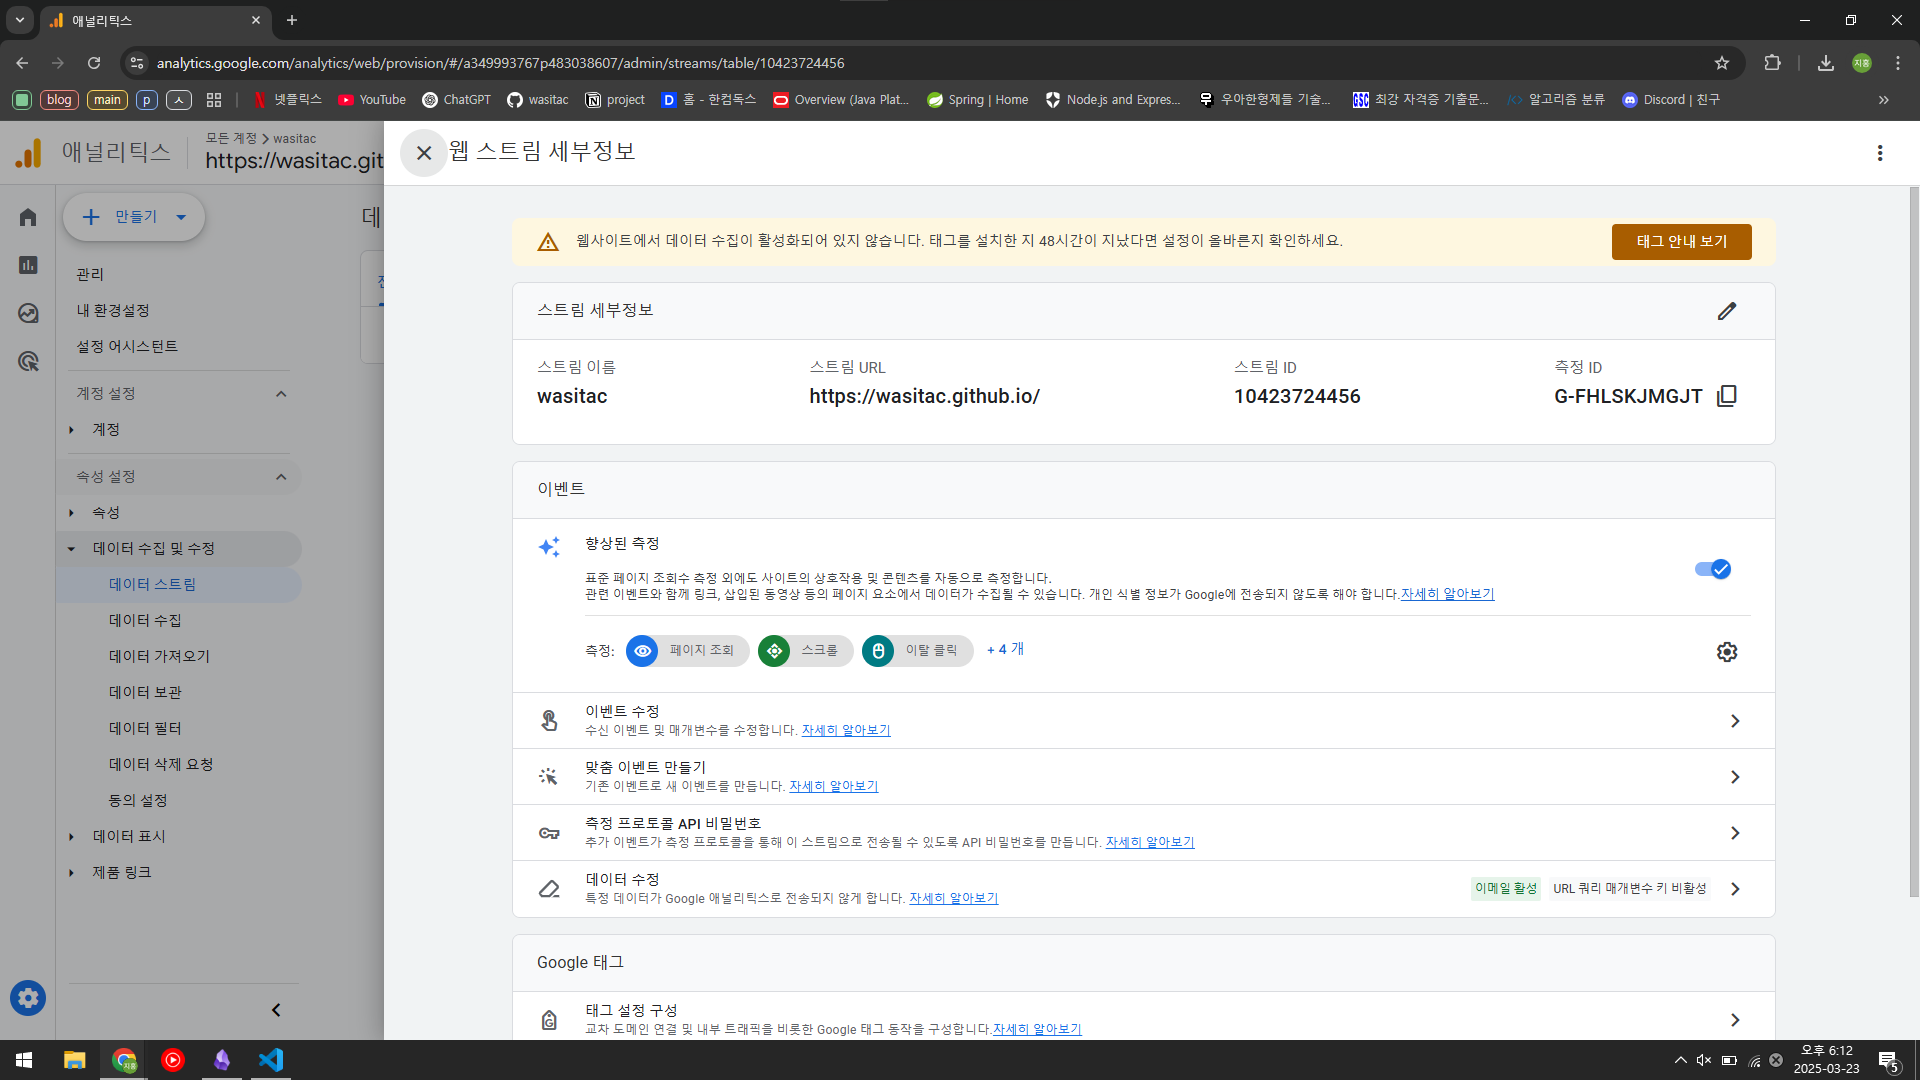 애널리틱스
analytics.google.com/analytics/web/provision/#/a349993767p483038607/admin/streams/table/10423724456
지홍
blog
main
p
ㅅ
넷플릭스
YouTube
ChatGPT
wasitac
project
홈 - 한컴독스
Overview (Java Plat...
Spring | Home
Node.js and Expres...
우아한형제들 기술...
최강 자격증 기출문...
알고리즘 분류
Discord | 친구
애널리틱스
모든 계정 > wasitac
https://wasitac.git
웹 스트림 세부정보
만들기
데
관리
내 환경설정
설정 어시스턴트
계정 설정
계정
속성 설정
속성
데이터 수집 및 수정
데이터 스트림
데이터 수집
데이터 가져오기
데이터 보관
데이터 필터
데이터 삭제 요청
동의 설정
데이터 표시
제품 링크
웹사이트에서 데이터 수집이 활성화되어 있지 않습니다. 태그를 설치한 지 48시간이 지났다면 설정이 올바른지 확인하세요.
태그 안내 보기
스트림 세부정보
스트림 이름
wasitac
스트림 URL
https://wasitac.github.io/
스트림 ID
10423724456
측정 ID
G-FHLSKJMGJT
이벤트
향상된 측정
표준 페이지 조회수 측정 외에도 사이트의 상호작용 및 콘텐츠를 자동으로 측정합니다.
관련 이벤트와 함께 링크, 삽입된 동영상 등의 페이지 요소에서 데이터가 수집될 수 있습니다. 개인 식별 정보가 Google에 전송되지 않도록 해야 합니다.자세히 알아보기
측정:
페이지 조회
스크롤
이탈 클릭
+ 4 개
이벤트 수정
수신 이벤트 및 매개변수를 수정합니다. 자세히 알아보기
맞춤 이벤트 만들기
기존 이벤트로 새 이벤트를 만듭니다. 자세히 알아보기
측정 프로토콜 API 비밀번호
추가 이벤트가 측정 프로토콜을 통해 이 스트림으로 전송될 수 있도록 API 비밀번호를 만듭니다. 자세히 알아보기
데이터 수정
특정 데이터가 Google 애널리틱스로 전송되지 않게 합니다. 자세히 알아보기
이메일 활성
URL 쿼리 매개변수 키 비활성
Google 태그
태그 설정 구성
교차 도메인 연결 및 내부 트래픽을 비롯한 Google 태그 동작을 구성합니다.자세히 알아보기
오후 6:12
2025-03-23
5